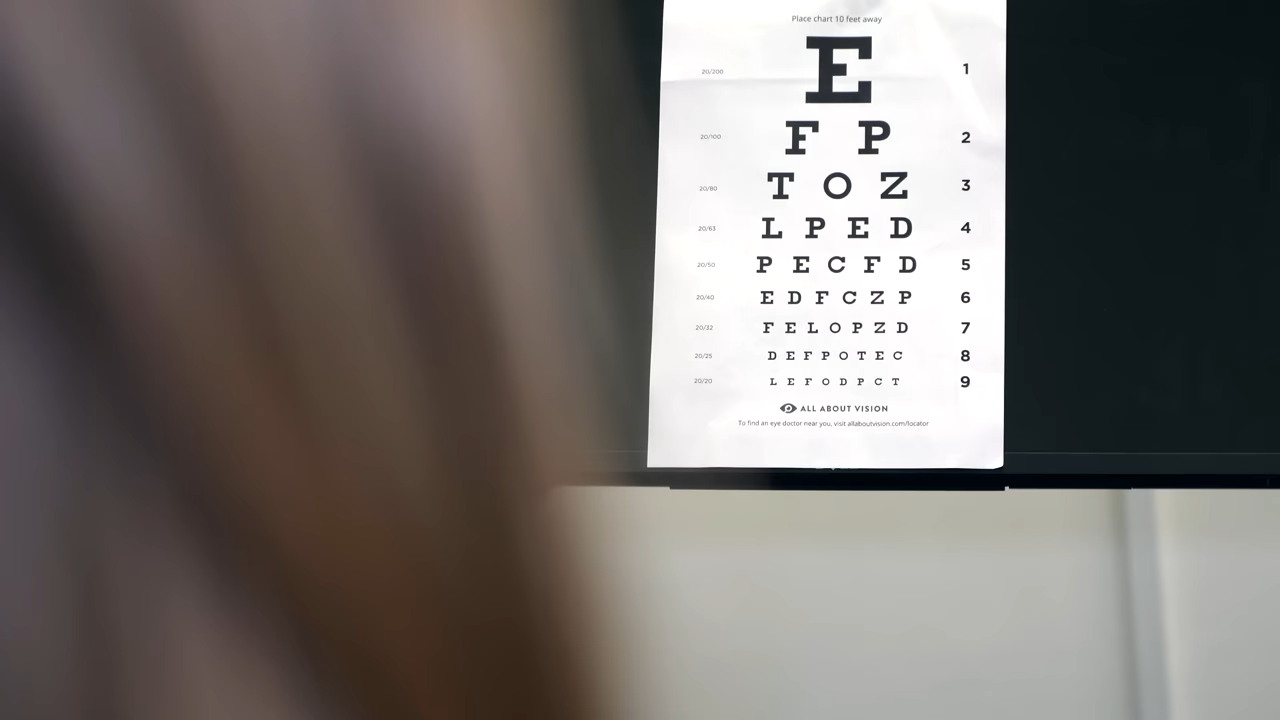 Place chart 10 feet away
20/200 E 1
20/100 F P 2
20/80 T O Z 3
20/63 L P E D 4
20/50 P E C F D 5
20/40 E D F C Z P 6
20/32 F E L O P Z D 7
20/25 D E F P O T E C 8
20/20 L E F O D P C T 9
ALL ABOUT VISION
To find an eye doctor near you, visit allaboutvision.com/locator